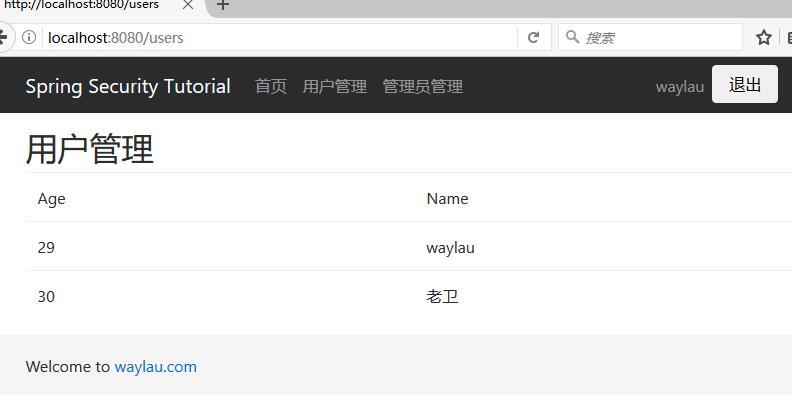 http://localhost:8080/users
localhost:8080/users
搜索
Spring Security Tutorial 首页 用户管理 管理员管理 waylau 退出
用户管理
Age Name
29 waylau
30 老卫
Welcome to waylau.com